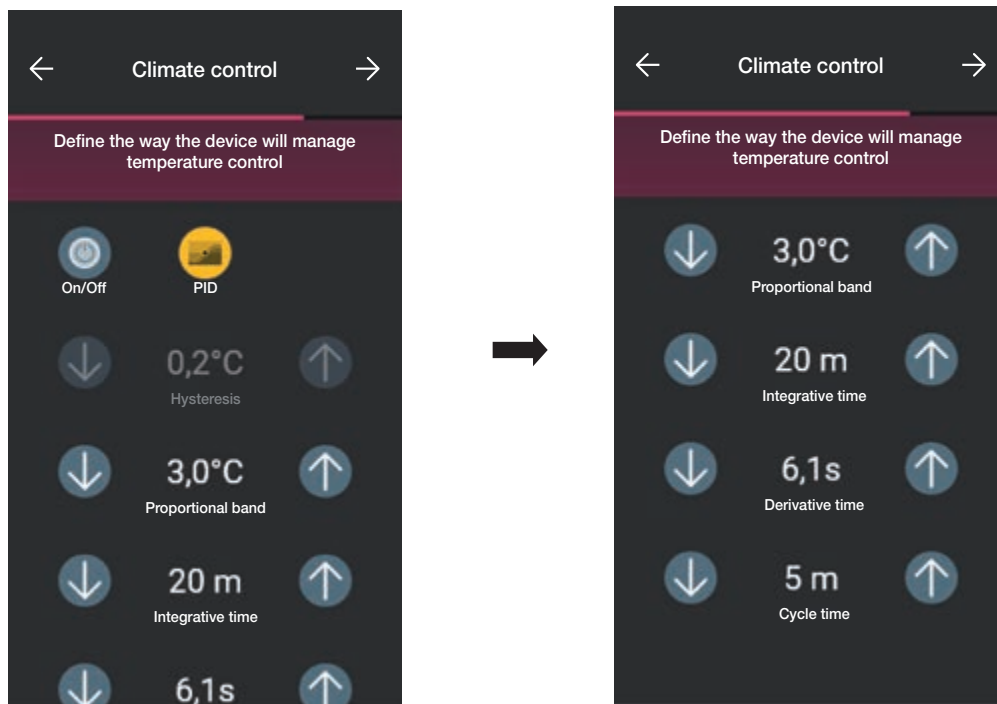 Climate control
Define the way the device will manage
temperature control
On/Off
PID
0,2°C
Hysteresis
3,0°C
Proportional band
20 m
Integrative time
6,1s
Climate control
Define the way the device will manage
temperature control
3,0°C
Proportional band
20 m
Integrative time
6,1s
Derivative time
5 m
Cycle time